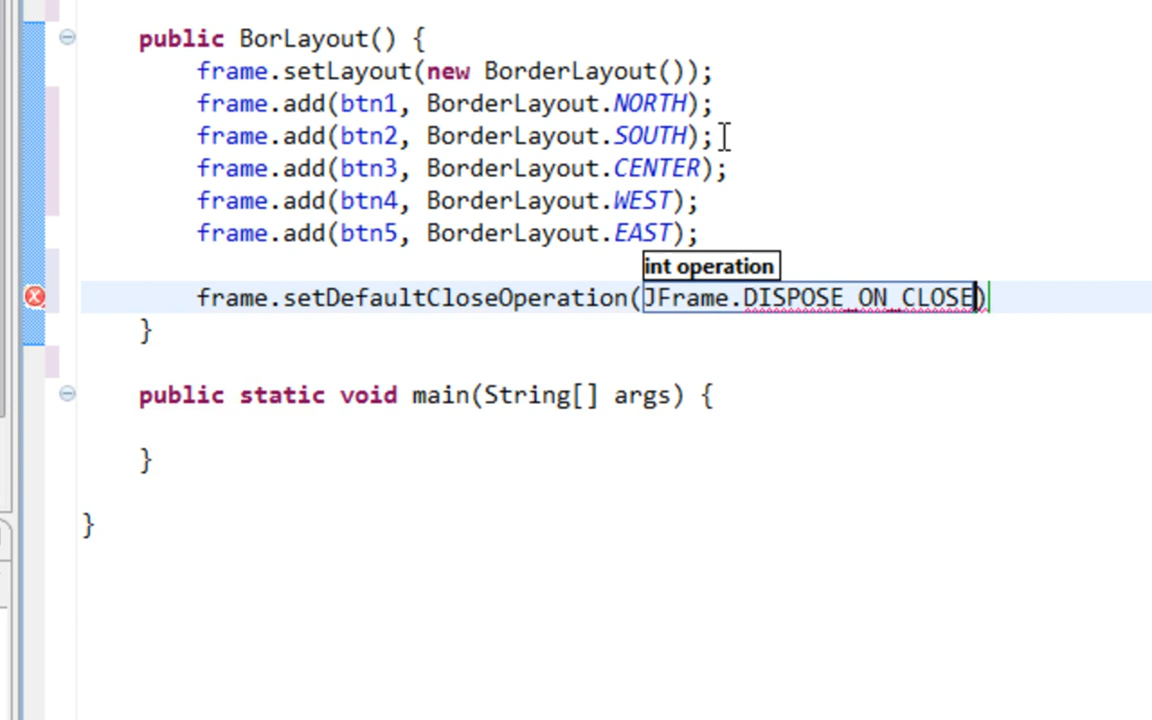 public BorLayout() {
frame.setLayout(new BorderLayout());
frame.add(btn1, BorderLayout.NORTH);
frame.add(btn2, BorderLayout.SOUTH);
frame.add(btn3, BorderLayout.CENTER);
frame.add(btn4, BorderLayout.WEST);
frame.add(btn5, BorderLayout.EAST);
int operation
frame.setDefaultCloseOperation(JFrame.DISPOSE_ON_CLOSE)
}
public static void main(String[] args) {
}
}